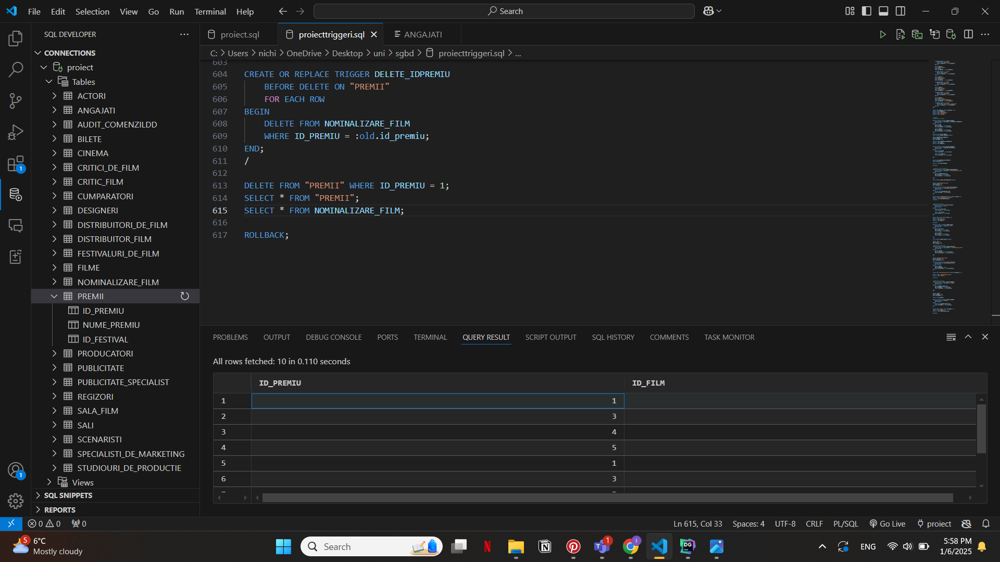 File Edit Selection View Go Run Terminal Help
Search
SQL DEVELOPER
CONNECTIONS
proiect
Tables
ACTORI
ANGAJATI
AUDIT_COMENZILDD
BILETE
CINEMA
CRITICI_DE_FILM
CRITIC_FILM
CUMPARATORI
DESIGNERI
DISTRIBUITORI_DE_FILM
DISTRIBUITOR_FILM
FESTIVALURI_DE_FILM
FILME
NOMINALIZARE_FILM
PREMII
ID_PREMIU
NUME_PREMIU
ID_FESTIVAL
PRODUCATORI
PUBLICITATE
PUBLICITATE_SPECIALIST
REGIZORI
SALA_FILM
SALI
SCENARISTI
SPECIALISTI_DE_MARKETING
STUDIOURI_DE_PRODUCTIE
Views
SQL SNIPPETS
REPORTS
1
1
proiect.sql proiecttriggeri.sql ANGAJATI
C: > Users > nichi > OneDrive > Desktop > uni > sgbd > proiecttriggeri.sql > ...
603
604 CREATE OR REPLACE TRIGGER DELETE_IDPREMIU
605 BEFORE DELETE ON "PREMII"
606 FOR EACH ROW
607 BEGIN
608 DELETE FROM NOMINALIZARE_FILM
609 WHERE ID_PREMIU = :old.id_premiu;
610 END;
611 /
612
613 DELETE FROM "PREMII" WHERE ID_PREMIU = 1;
614 SELECT * FROM "PREMII";
615 SELECT * FROM NOMINALIZARE_FILM;
616
617 ROLLBACK;
PROBLEMS OUTPUT DEBUG CONSOLE PORTS TERMINAL QUERY RESULT SCRIPT OUTPUT SQL HISTORY COMMENTS TASK MONITOR
All rows fetched: 10 in 0.110 seconds
ID_PREMIU ID_FILM
1 1
2 3
3 4
4 5
5 1
6 3
0 0 0
Ln 615, Col 33 Spaces: 4 UTF-8 CRLF PL/SQL Go Live proiect
5 6°C
Mostly cloudy
Search
N
DG
1
I
ENG
5:58 PM
1/6/2025